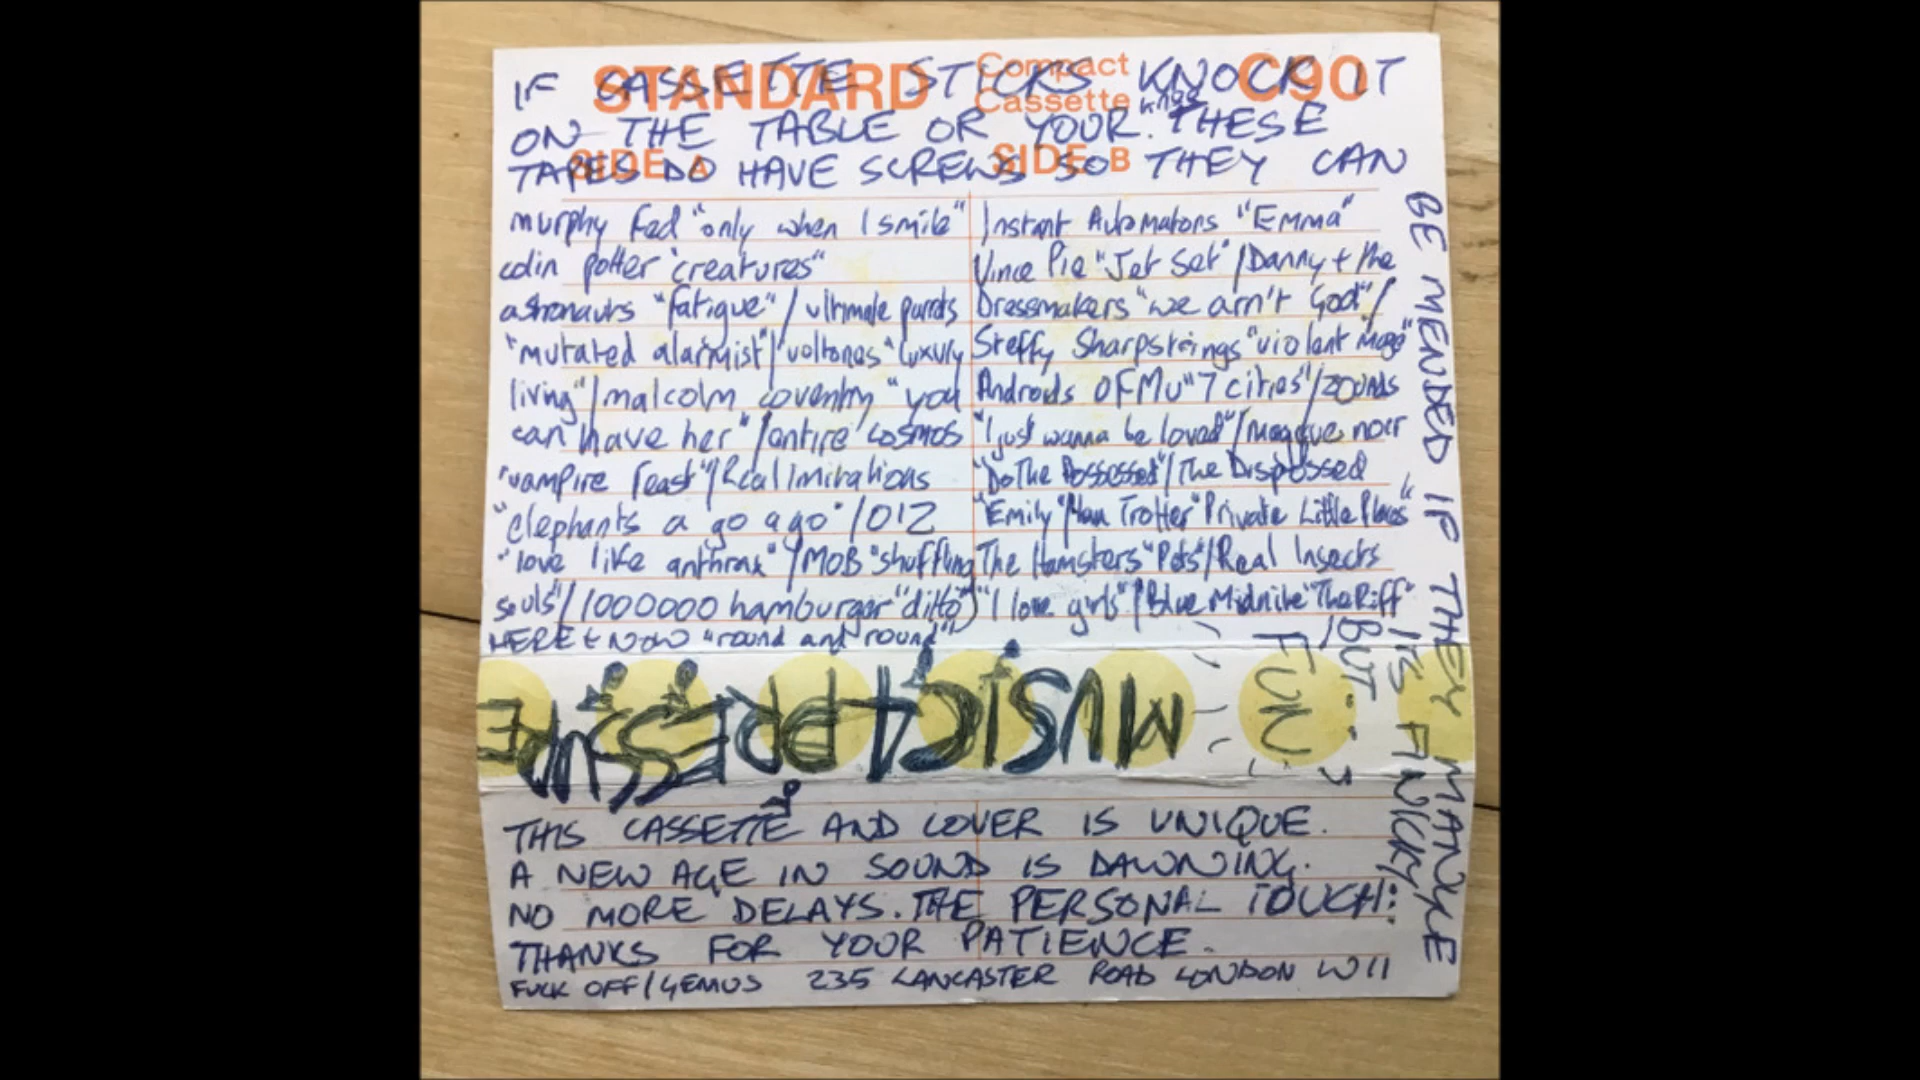 STANDARD Compact Cassette C90
SIDE A SIDE B
IF CASSETTE STICKS KNOCK IT
ON THE TABLE OR YOUR "knee" THESE
TAPES DO HAVE SCREWS SO THEY CAN
BE MENDED IF THEY MANGLE
BUT IT'S FINICKY
FUN
murphy Fed "only when I smile"
colin potter "creatures"
astronauts "fatigue" / ultimate parrots
"mutated alarmist" / voltones "luxury
living" / malcolm coventry "you
can have her" / entire cosmos
"vampire feast" / Real Imitations
"elephants a go ago" / 012
"love like anthrax" / MOB "shuffling
souls" / 1000000 hamburger "ditto"
HERE + NOW "round and round"
Instant Automatons "Emma"
Vince Pie "Jet Set" / Danny + the
Dressmakers "we arn't God" /
Steffy Sharpstrings "violent
Androids OF Mu "7 cities" / zounds
"I just wanna be loved" / noir
"Do The Possessed" / The Dispossed
"Emily" / Trotter "Private Little Places"
The Hamsters "Pets" / Real Insects
"I love girls" / Blue Midnite "The Riff"
MUSIC 4 PRESSURE
THIS CASSETTE AND COVER IS UNIQUE.
A NEW AGE IN SOUND IS DAWNING.
NO MORE DELAYS. THE PERSONAL TOUCH:
THANKS FOR YOUR PATIENCE.
FUCK OFF / GEMUS 235 LANCASTER ROAD LONDON W11